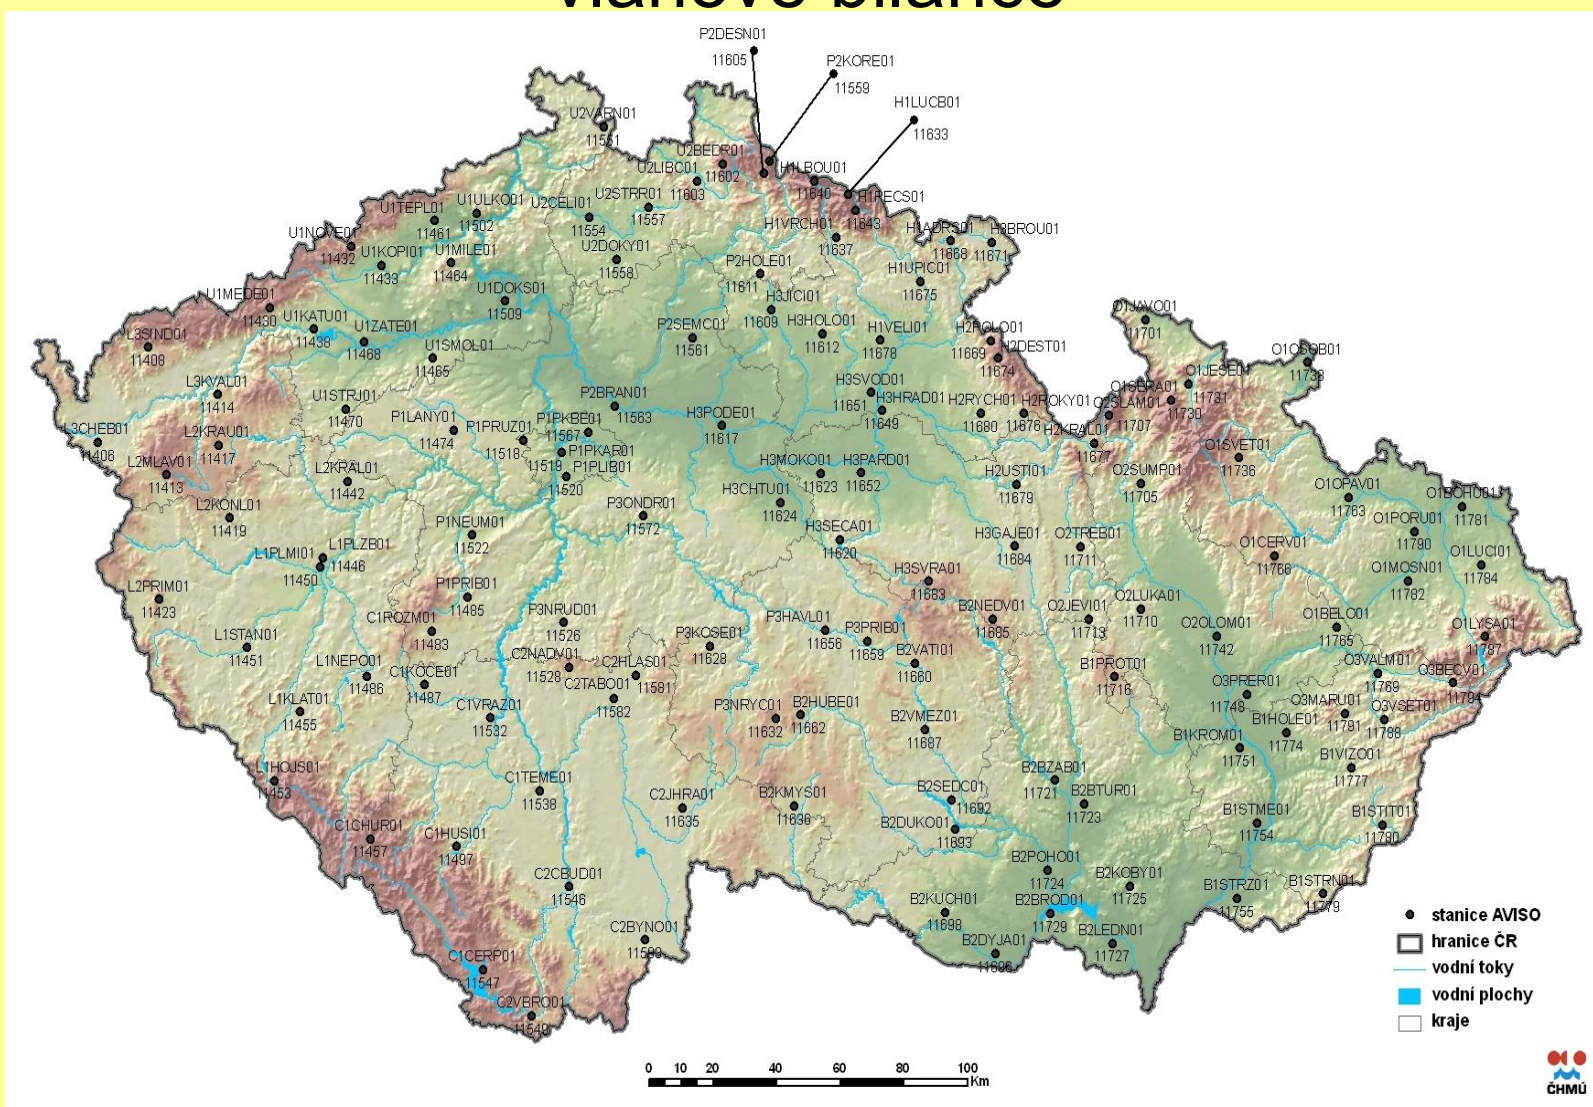 vláhové bilance
P2DESN01
11605
P2KORE01
11559
H1LUCB01
11633
U2VARN01
11551
U2BEDR01
11602
U2LIBC01
11603
H1LBOU01
11640
H1PECS01
11643
U2STRR01
11557
U2CELI01
11554
U1ULKO01
11502
U1TEPL01
11461
U1NOVE01
11432
U1KOPI01
11433
U1MILE01
11464
U2DOKY01
11558
H1VRCH01
11637
H1ADRS01
11668
H3BROU01
11671
P2HOLE01
11611
H1UPIC01
11675
U1MEDE01
11430
U1DOKS01
11509
H3JICI01
11609
U1KATU01
11438
U1ZATE01
11468
L3SIND01
11408
U1SMOL01
11465
P2SEMC01
11561
H3HOLO01
11612
H1VELI01
11678
H2POLO01
11669
H2DEST01
11674
O1JAVO01
11701
O1OSOB01
11733
O1JESE01
11731
O1SERA01
11730
O2SLAM01
11707
L3KVAL01
11414
U1STRJ01
11470
P1LANY01
11474
P2BRAN01
11563
H3SVOD01
11651
H3HRAD01
11649
H2RYCH01
11680
H2ROKY01
11676
H2KRAL01
11677
L3CHEB01
11406
L2KRAU01
11417
P1PRUZ01
11518
P1PKBE01
11567
P1PKAR01
11519
P1PLIB01
11520
H3PODE01
11617
O1SVET01
11736
L2MLAV01
11413
L2KRAL01
11442
H3MOKO01
11623
H3PARD01
11652
H2USTI01
11679
O2SUMP01
11705
L2KONL01
11419
P3ONDR01
11572
H3CHTU01
11624
O1OPAV01
11763
O1BOHU01
11781
P1NEUM01
11522
H3SECA01
11620
H3GAJE01
11684
O2TREB01
11711
O1CERV01
11766
O1PORU01
11790
L1PLZB01
11446
L1PLMI01
11450
O1MOSN01
11782
O1LUCI01
11784
L2PRIM01
11423
P1PRIB01
11485
H3SVRA01
11663
C1ROZM01
11483
P3NRUD01
11526
P3HAVL01
11656
P3PRIB01
11659
B2NEDV01
11685
O2JEVI01
11713
O2LUKA01
11710
O2OLOM01
11742
O1BELO01
11765
O1LYSA01
11787
L1STAN01
11451
P3KOSE01
11628
C2NADV01
11528
C2HLAS01
11581
B2VATI01
11660
B1PROT01
11716
O3VALM01
11769
O3BECV01
11794
L1NEPO01
11486
C1KOCE01
11487
C2TABO01
11582
O3PRER01
11748
L1KLAT01
11455
C1VRAZ01
11532
P3NRYC01
11632
B2HUBE01
11662
B2VMEZ01
11687
O3MARU01
11791
O3VSET01
11788
B1HOLE01
11774
B1KROM01
11751
L1HOJS01
11453
C1TEME01
11538
B2BZAB01
11721
B1VIZO01
11777
C2JHRA01
11635
B2KMYS01
11636
B2SEDC01
11692
B2BTUR01
11723
B1STME01
11754
B1STIT01
11780
C1CHUR01
11457
C1HUSI01
11497
B2DUKO01
11693
B2POHO01
11724
C2CBUD01
11546
B2KOBY01
11725
B1STRZ01
11755
B1STRN01
11779
B2KUCH01
11698
B2BROD01
11729
C2BYNO01
B2DYJA01
B2LEDN01
11727
C1CERP01
11547
C2VBRO01
11549
stanice AVISO
hranice ČR
vodní toky
vodní plochy
kraje
0 10 20 40 60 80 100
Km
ČHMÚ